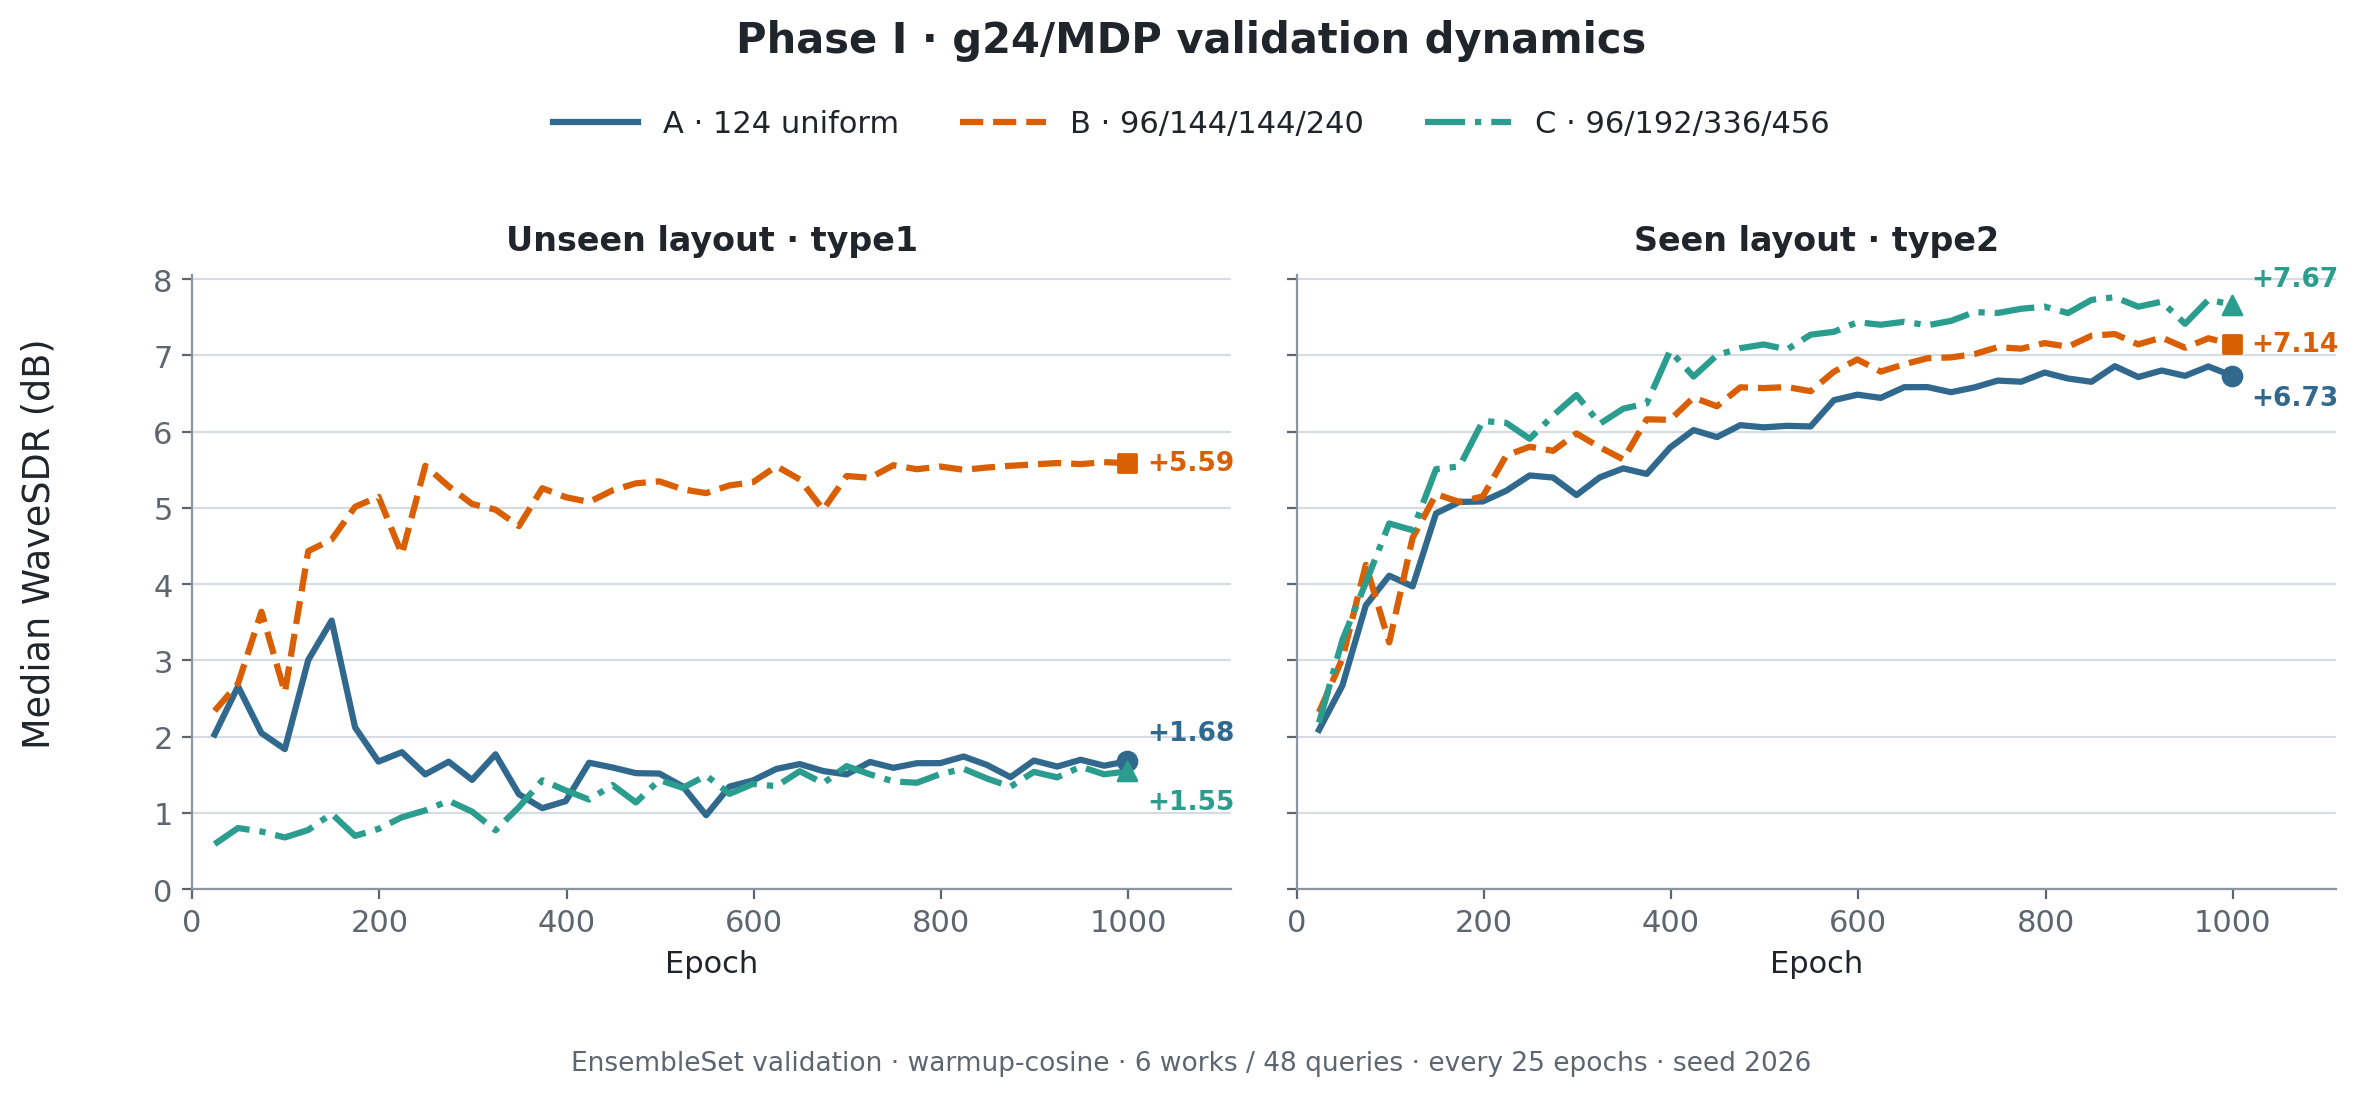 Phase I · g24/MDP validation dynamics
A · 124 uniform
B · 96/144/144/240
C · 96/192/336/456
Unseen layout · type1
Seen layout · type2
Median WaveSDR (dB)
8
7
6
5
4
3
2
1
0
+5.59
+1.68
+1.55
+7.67
+7.14
+6.73
0 200 400 600 800 1000
0 200 400 600 800 1000
Epoch
Epoch
EnsembleSet validation · warmup-cosine · 6 works / 48 queries · every 25 epochs · seed 2026